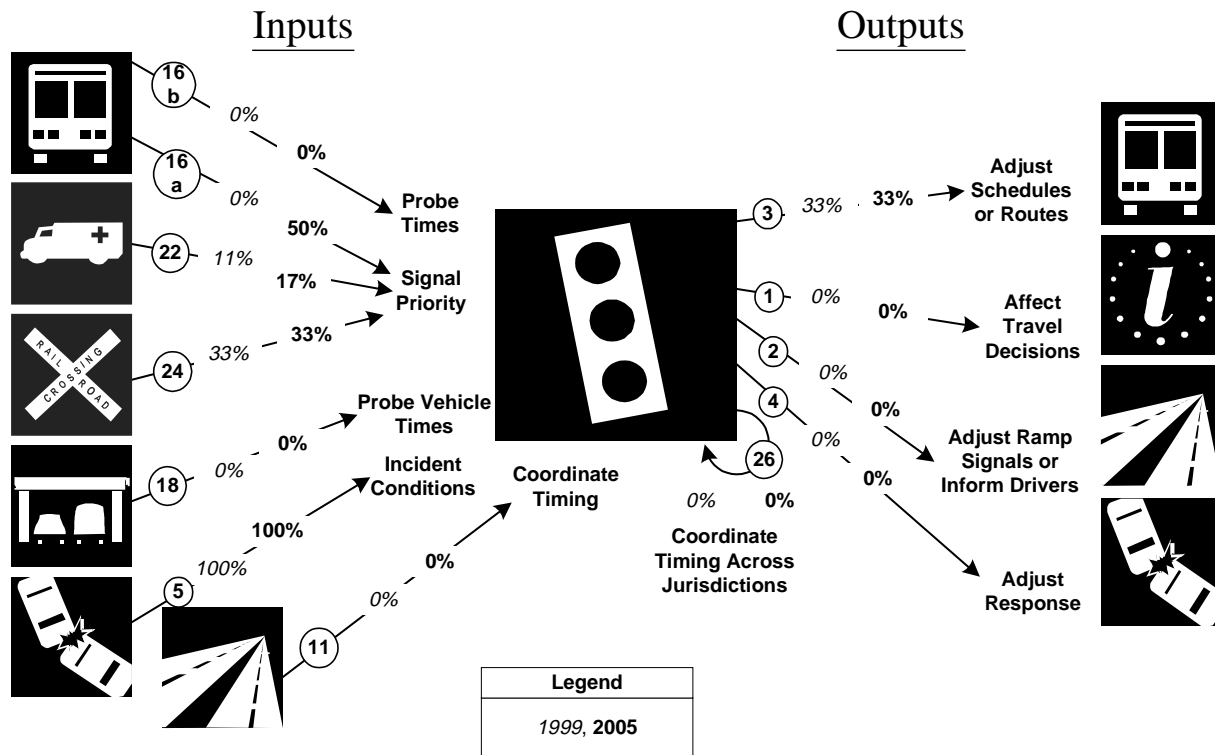 Inputs
Outputs
16
b
0%
0%
Probe
Times
16
a
0%
50%
Signal
Priority
22
11%
17%
24
33%
33%
RAIL
ROAD
CROSSING
Probe Vehicle
Times
18
0%
0%
Incident
Conditions
5
100%
100%
Coordinate
Timing
11
0%
0%
3
33%
33%
Adjust
Schedules
or Routes
1
0%
0%
Affect
Travel
Decisions
i
2
0%
0%
Adjust Ramp
Signals or
Inform Drivers
4
0%
0%
Adjust
Response
26
0%
0%
Coordinate
Timing Across
Jurisdictions
Legend
1999, 2005